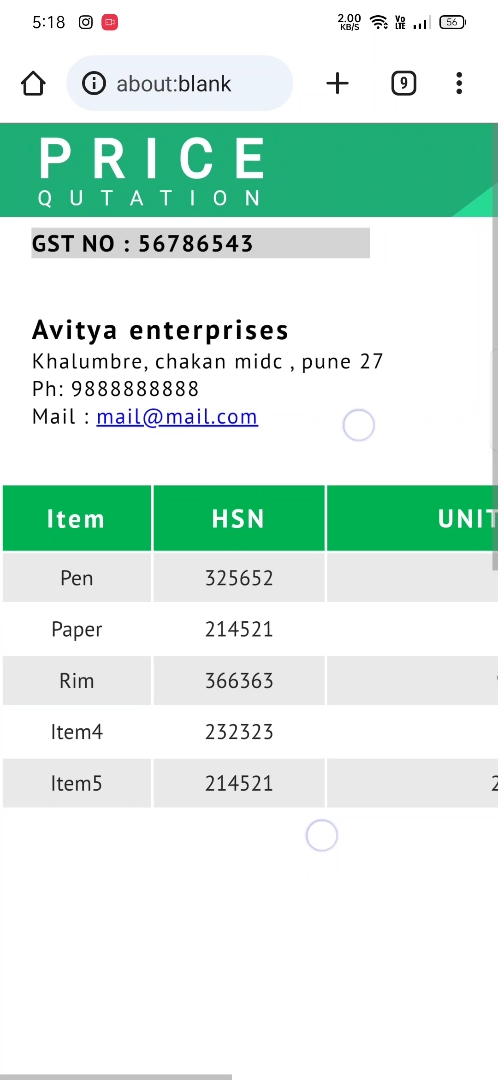 5:18 2.00 KB/S Vo LTE 56
about:blank 9
PRICE
QUTATION
GST NO : 56786543
Avitya enterprises
Khalumbre, chakan midc , pune 27
Ph: 9888888888
Mail : mail@mail.com
Item HSN UNIT
Pen 325652
Paper 214521
Rim 366363
Item4 232323
Item5 214521 2